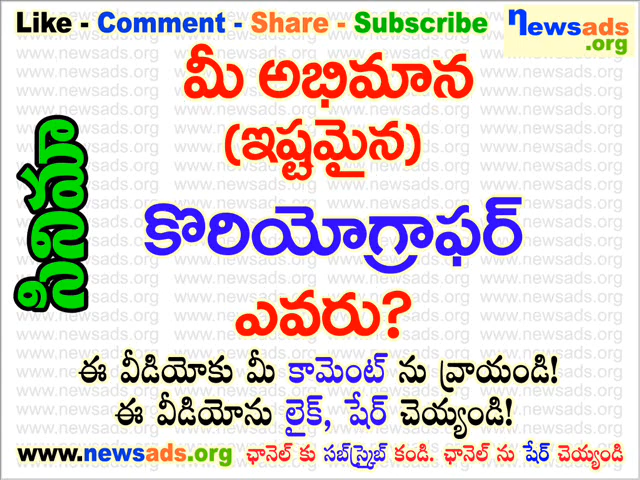 Like - Comment - Share - Subscribe
newsads
.org
మీ అభిమాన
(ఇష్టమైన)
సినిమా
కొరియోగ్రాఫర్
ఎవరు?
ఈ వీడియోకు మీ కామెంట్ ను వ్రాయండి!
ఈ వీడియోను లైక్, షేర్ చెయ్యండి!
www.newsads.org ఛానెల్ కు సబ్‌స్క్రైబ్ కండి. ఛానెల్ ను షేర్ చెయ్యండి